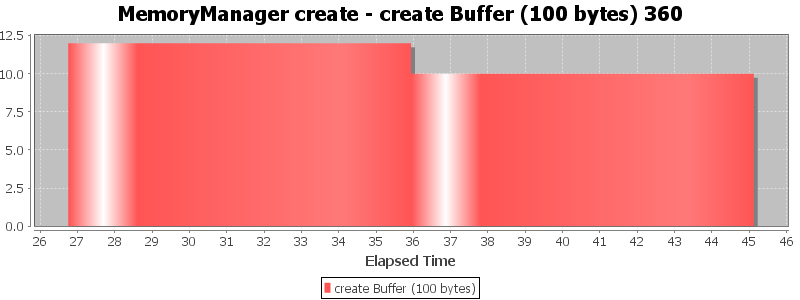 MemoryManager create - create Buffer (100 bytes) 360
12.5
10.0
7.5
5.0
2.5
0.0
26 27 28 29 30 31 32 33 34 35 36 37 38 39 40 41 42 43 44 45 46
Elapsed Time
create Buffer (100 bytes)